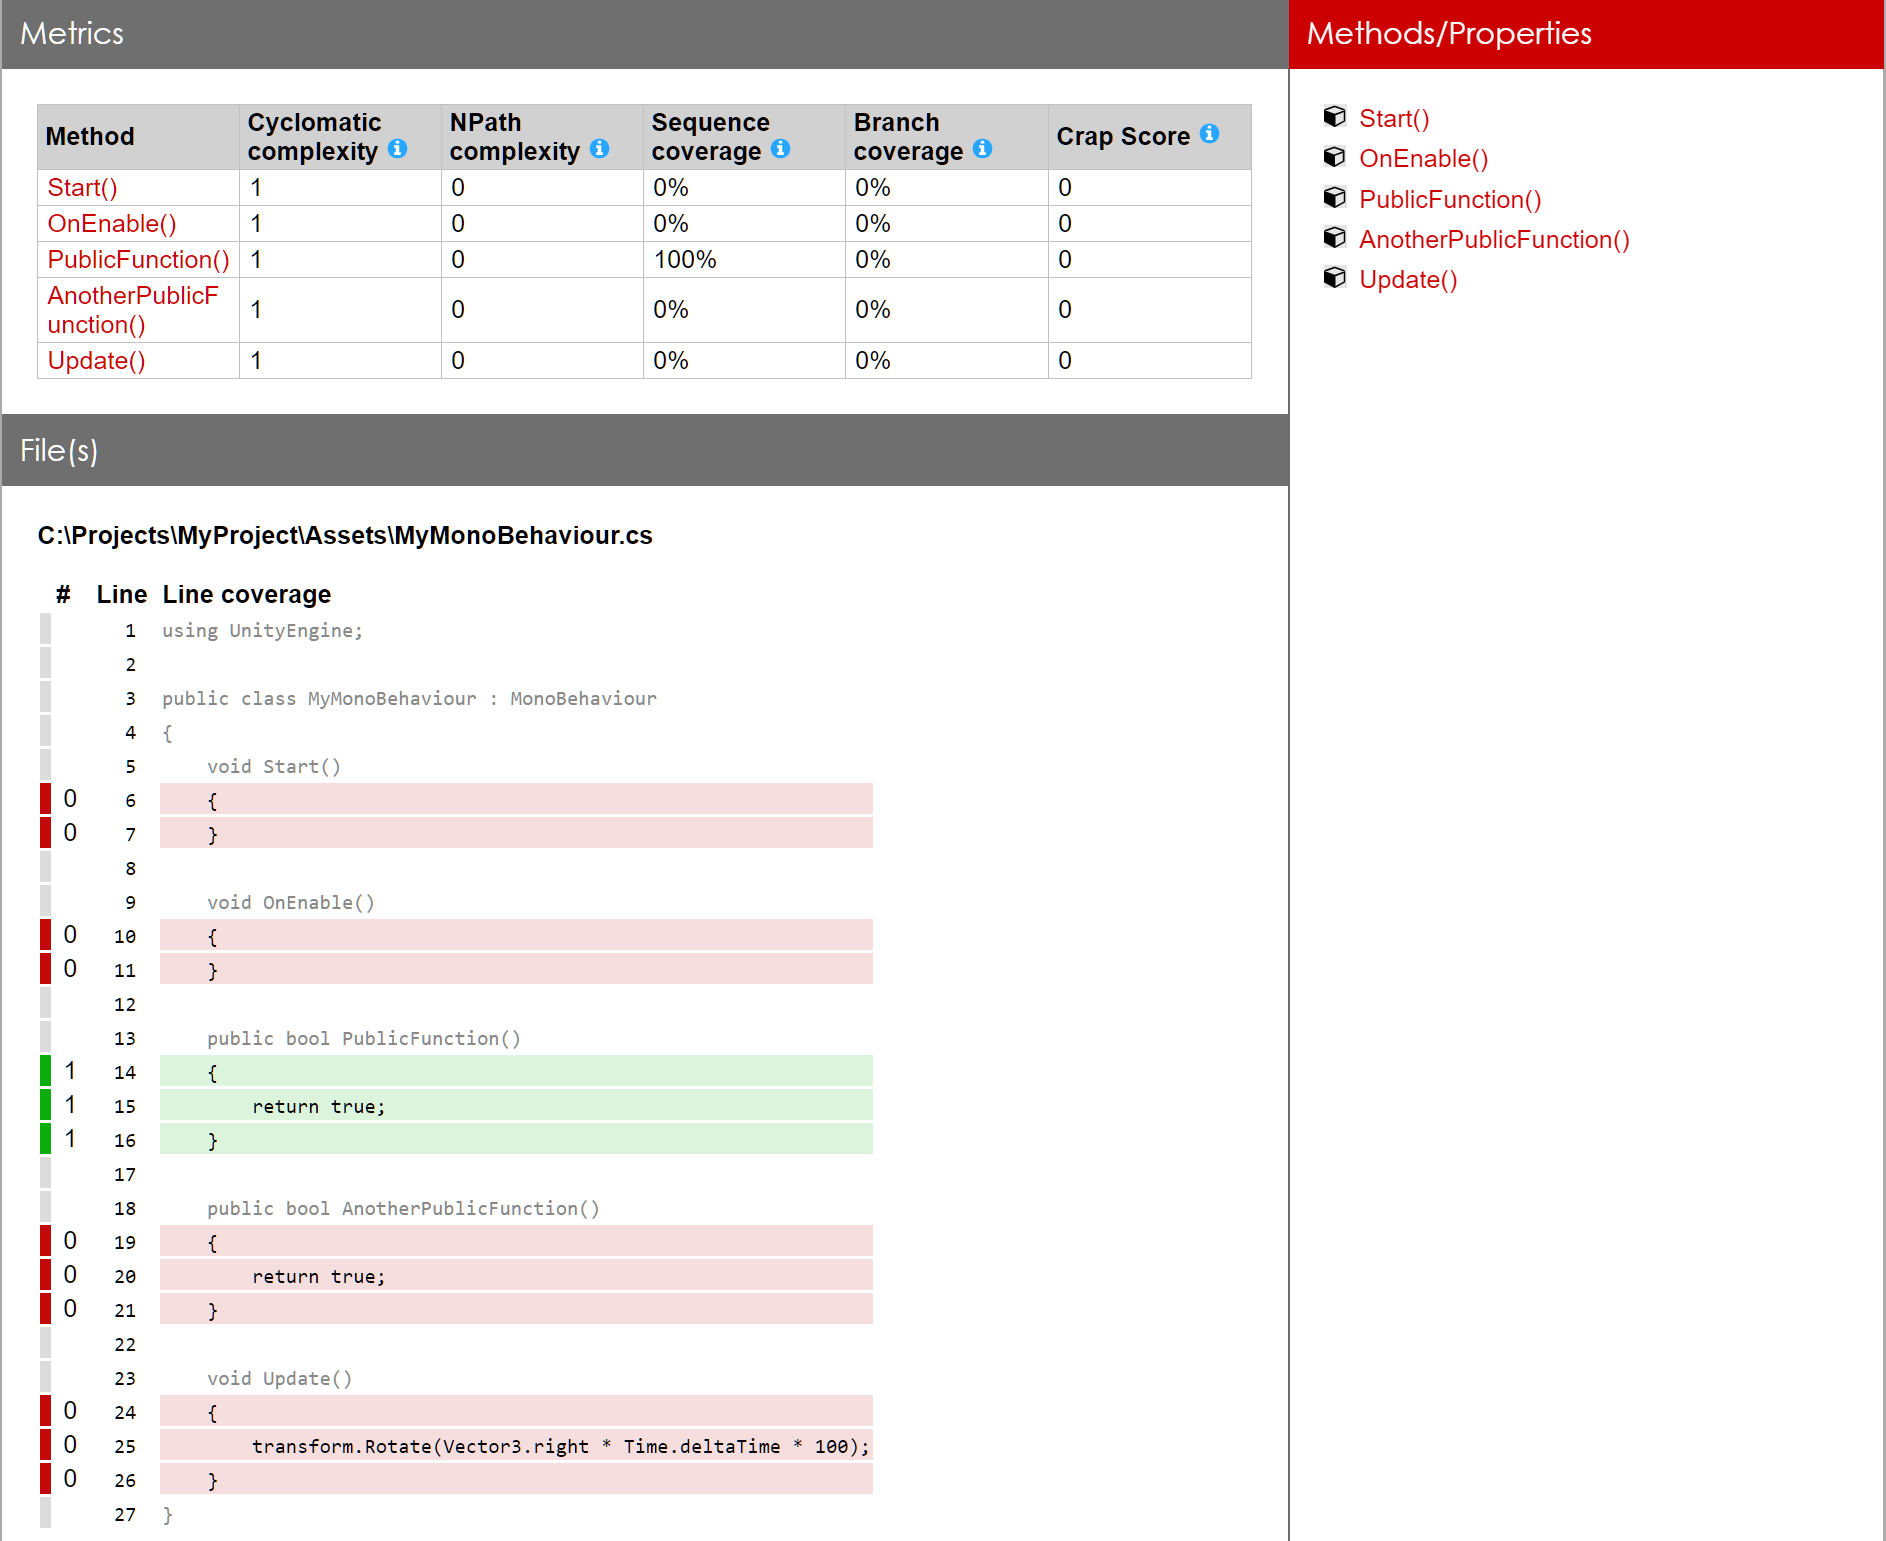 Metrics
Method Cyclomatic complexity NPath complexity Sequence coverage Branch coverage Crap Score
Start() 1 0 0% 0% 0
OnEnable() 1 0 0% 0% 0
PublicFunction() 1 0 100% 0% 0
AnotherPublicF
unction() 1 0 0% 0% 0
Update() 1 0 0% 0% 0
File(s)
C:\Projects\MyProject\Assets\MyMonoBehaviour.cs
# Line Line coverage
1 using UnityEngine;
2
3 public class MyMonoBehaviour : MonoBehaviour
4 {
5     void Start()
0 6     {
0 7     }
8
9     void OnEnable()
0 10     {
0 11     }
12
13     public bool PublicFunction()
1 14     {
1 15         return true;
1 16     }
17
18     public bool AnotherPublicFunction()
0 19     {
0 20         return true;
0 21     }
22
23     void Update()
0 24     {
0 25         transform.Rotate(Vector3.right * Time.deltaTime * 100);
0 26     }
27 }
Methods/Properties
Start()
OnEnable()
PublicFunction()
AnotherPublicFunction()
Update()